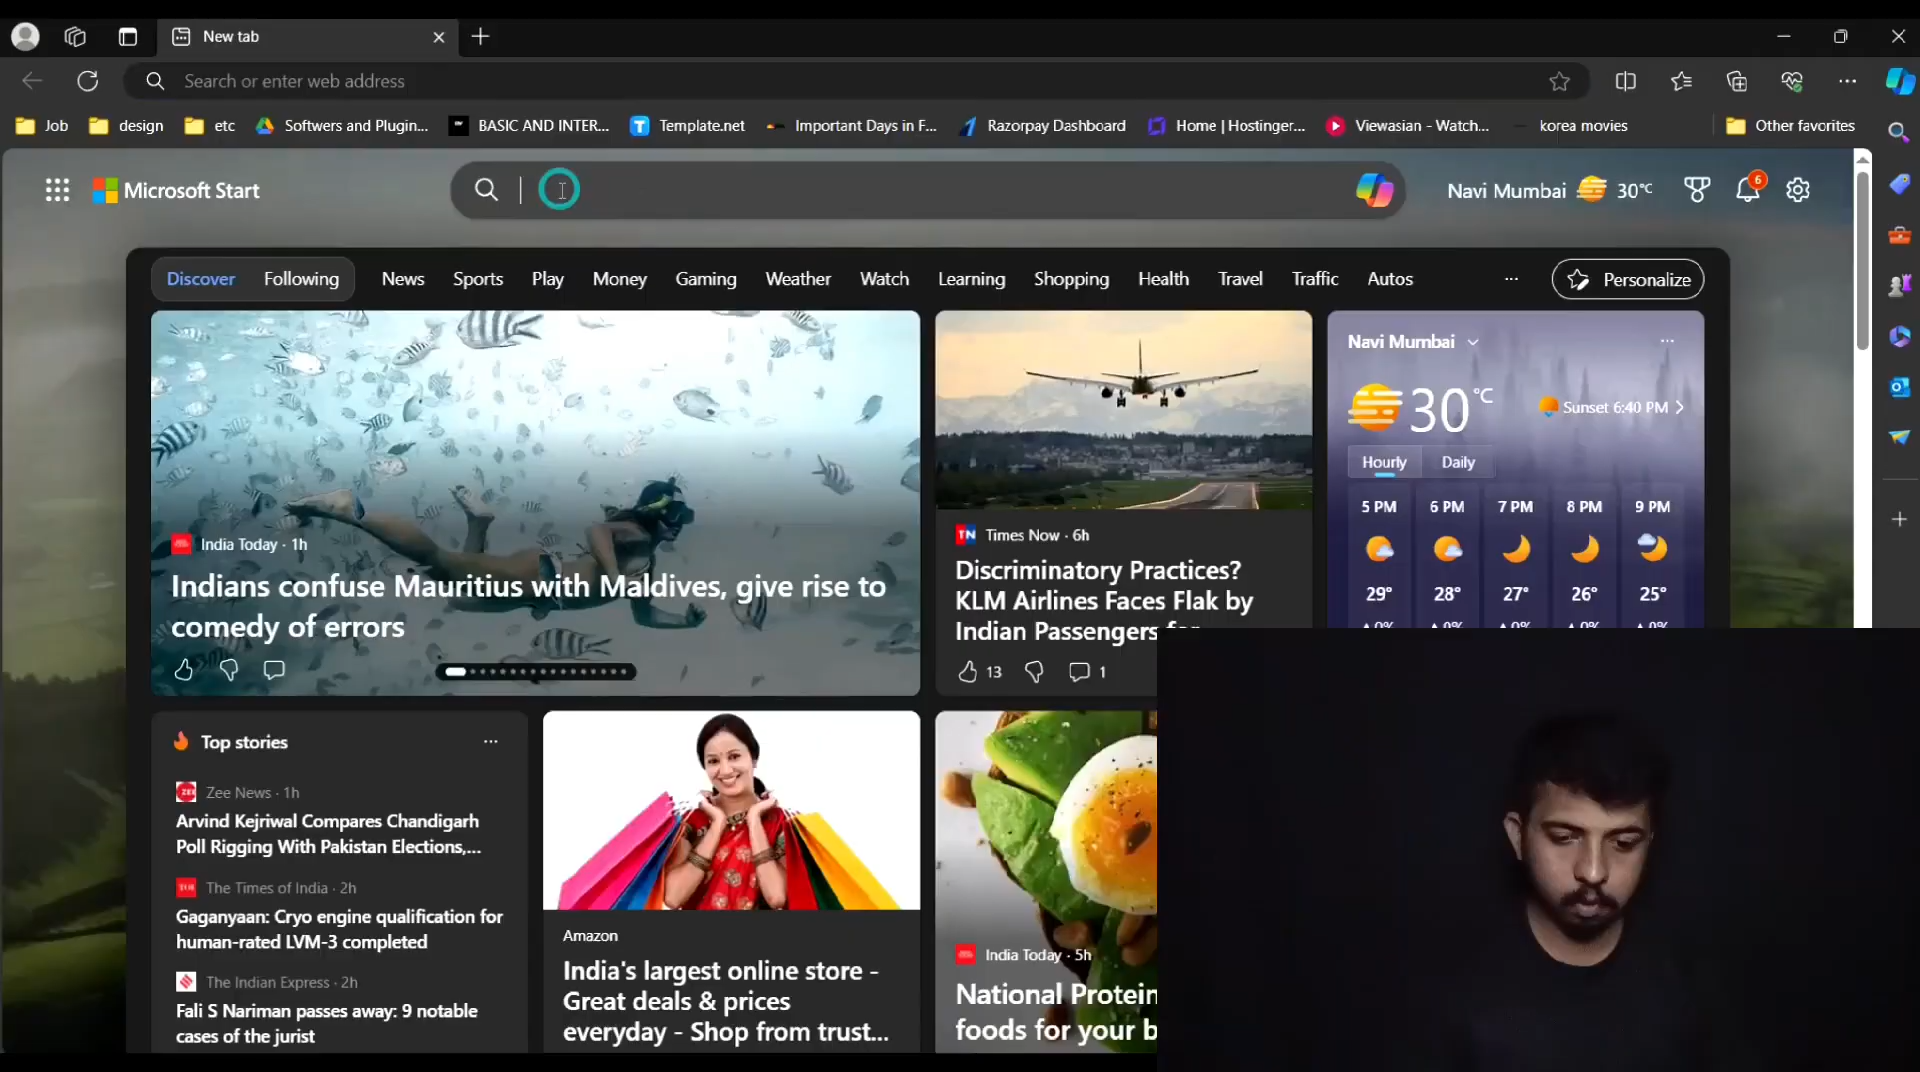 New tab
Search or enter web address
Job design etc Softwers and Plugin... BASIC AND INTER... Template.net Important Days in F... Razorpay Dashboard Home | Hostinger... Viewasian - Watch... korea movies Other favorites
Microsoft Start
Navi Mumbai 30°C
6
Discover Following News Sports Play Money Gaming Weather Watch Learning Shopping Health Travel Traffic Autos ... Personalize
India Today · 1h
Indians confuse Mauritius with Maldives, give rise to
comedy of errors
TN Times Now · 6h
Discriminatory Practices?
KLM Airlines Faces Flak by
Indian Passengers
13 1
Navi Mumbai
30°C
Sunset 6:40 PM
Hourly Daily
5 PM 6 PM 7 PM 8 PM 9 PM
29° 28° 27° 26° 25°
Top stories
Zee News · 1h
Arvind Kejriwal Compares Chandigarh
Poll Rigging With Pakistan Elections,...
The Times of India · 2h
Gaganyaan: Cryo engine qualification for
human-rated LVM-3 completed
The Indian Express · 2h
Fali S Nariman passes away: 9 notable
cases of the jurist
Amazon
India's largest online store -
Great deals & prices
everyday - Shop from trust...
India Today · 5h
National Protein
foods for your b